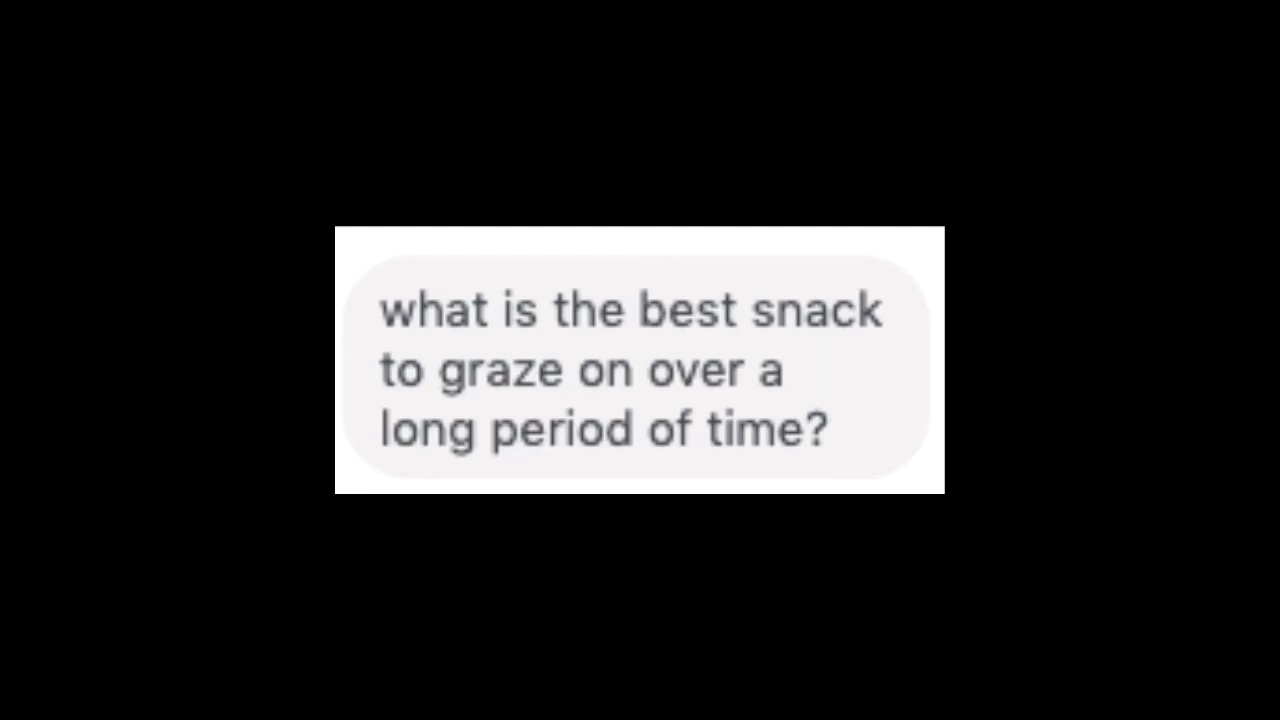 what is the best snack
to graze on over a
long period of time?